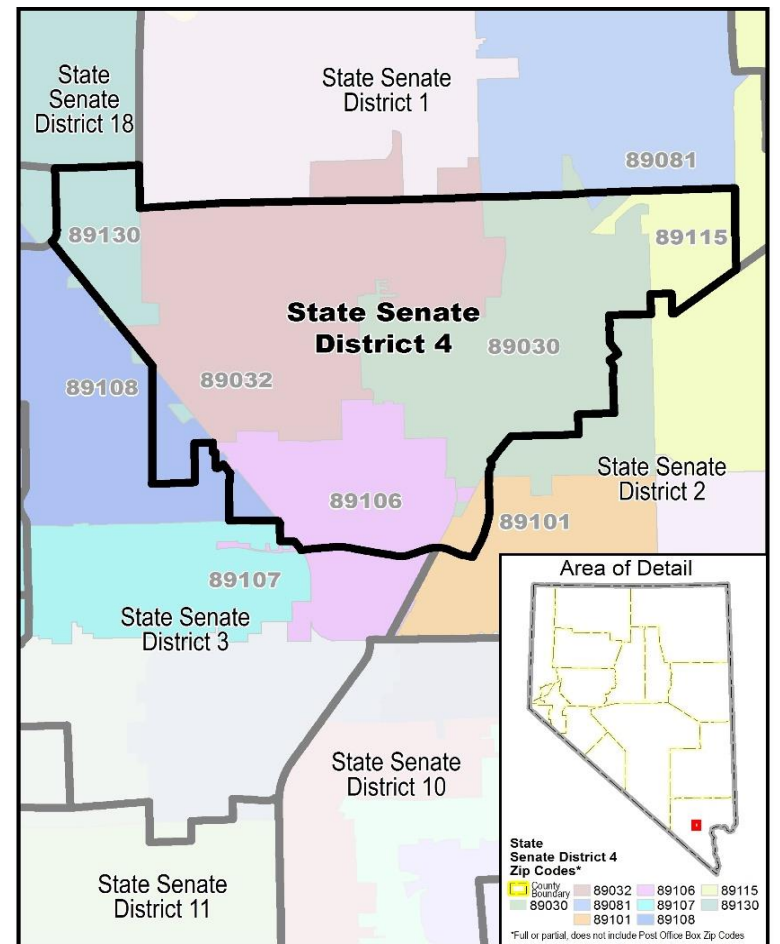 State
Senate
District 18
State Senate
District 1
89081
89130
89115
State Senate
District 4
89030
89032
89108
State Senate
District 2
89106
89101
89107
State Senate
District 3
Area of Detail
State Senate
District 10
State Senate
District 11
State
Senate District 4
Zip Codes*
County
Boundary
89032
89106
89115
89030
89081
89107
89130
89101
89108
*Full or partial, does not include Post Office Box Zip Codes